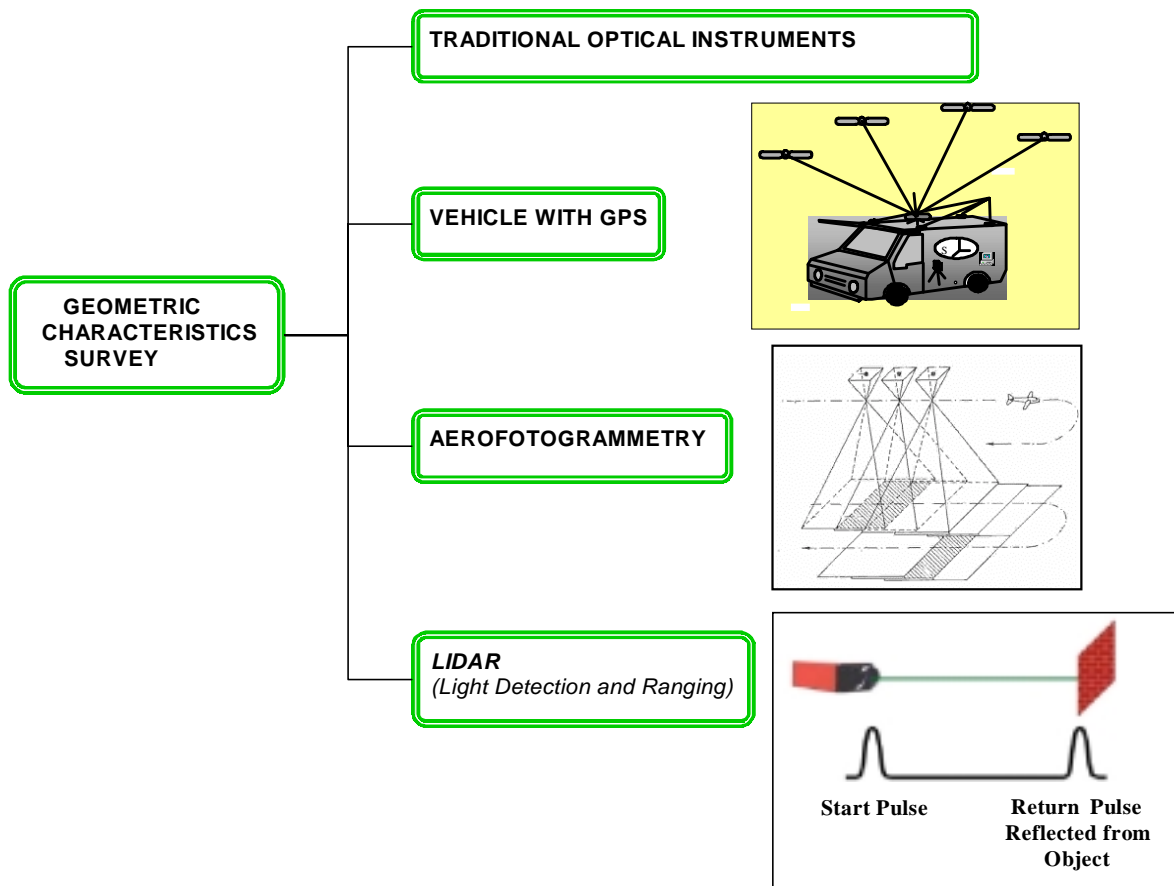 TRADITIONAL OPTICAL INSTRUMENTS
VEHICLE WITH GPS
S
GEOMETRIC
CHARACTERISTICS
SURVEY
AEROFOTOGRAMMETRY
LIDAR
(Light Detection and Ranging)
Start Pulse
Return Pulse
Reflected from
Object